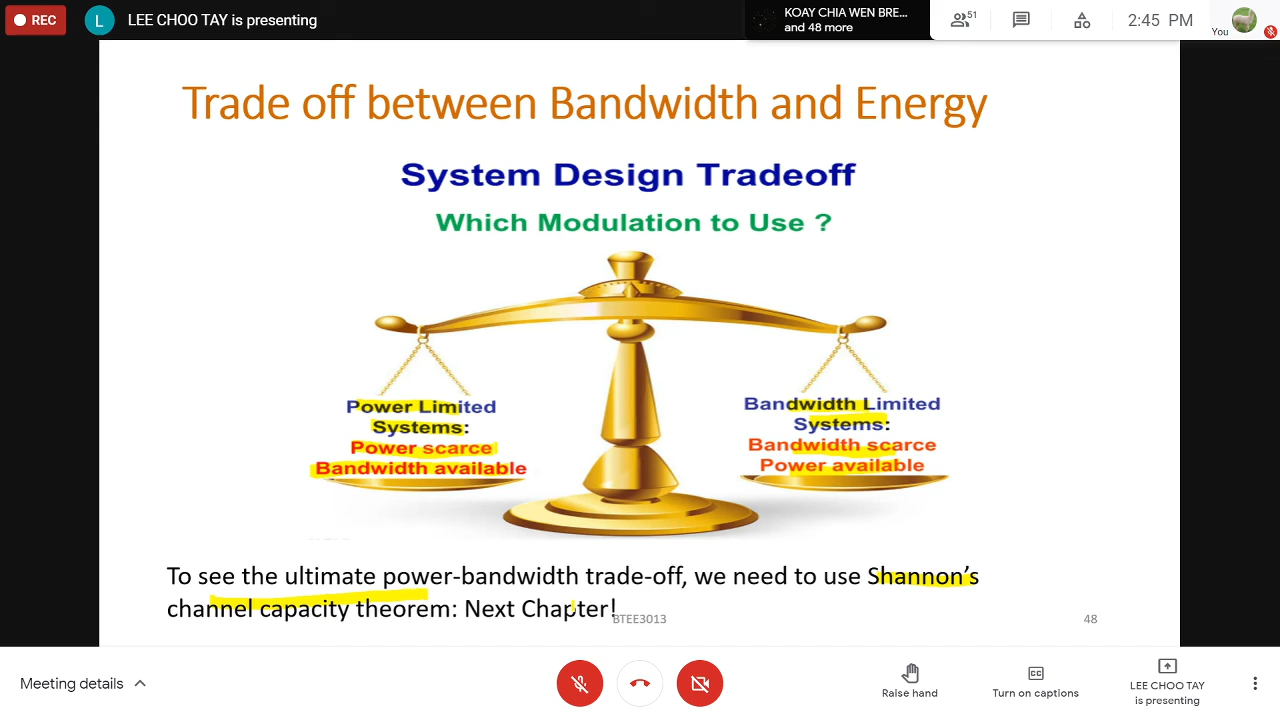 REC
L
LEE CHOO TAY is presenting
KOAY CHIA WEN BRE...
and 48 more
51
2:45 PM
You
Trade off between Bandwidth and Energy
System Design Tradeoff
Which Modulation to Use ?
Power Limited
Systems:
Power scarce
Bandwidth available
Bandwidth Limited
Systems:
Bandwidth scarce
Power available
To see the ultimate power-bandwidth trade-off, we need to use Shannon's
channel capacity theorem: Next Chapter!
BTEE3013
48
Meeting details
Raise hand
CC
Turn on captions
LEE CHOO TAY
is presenting